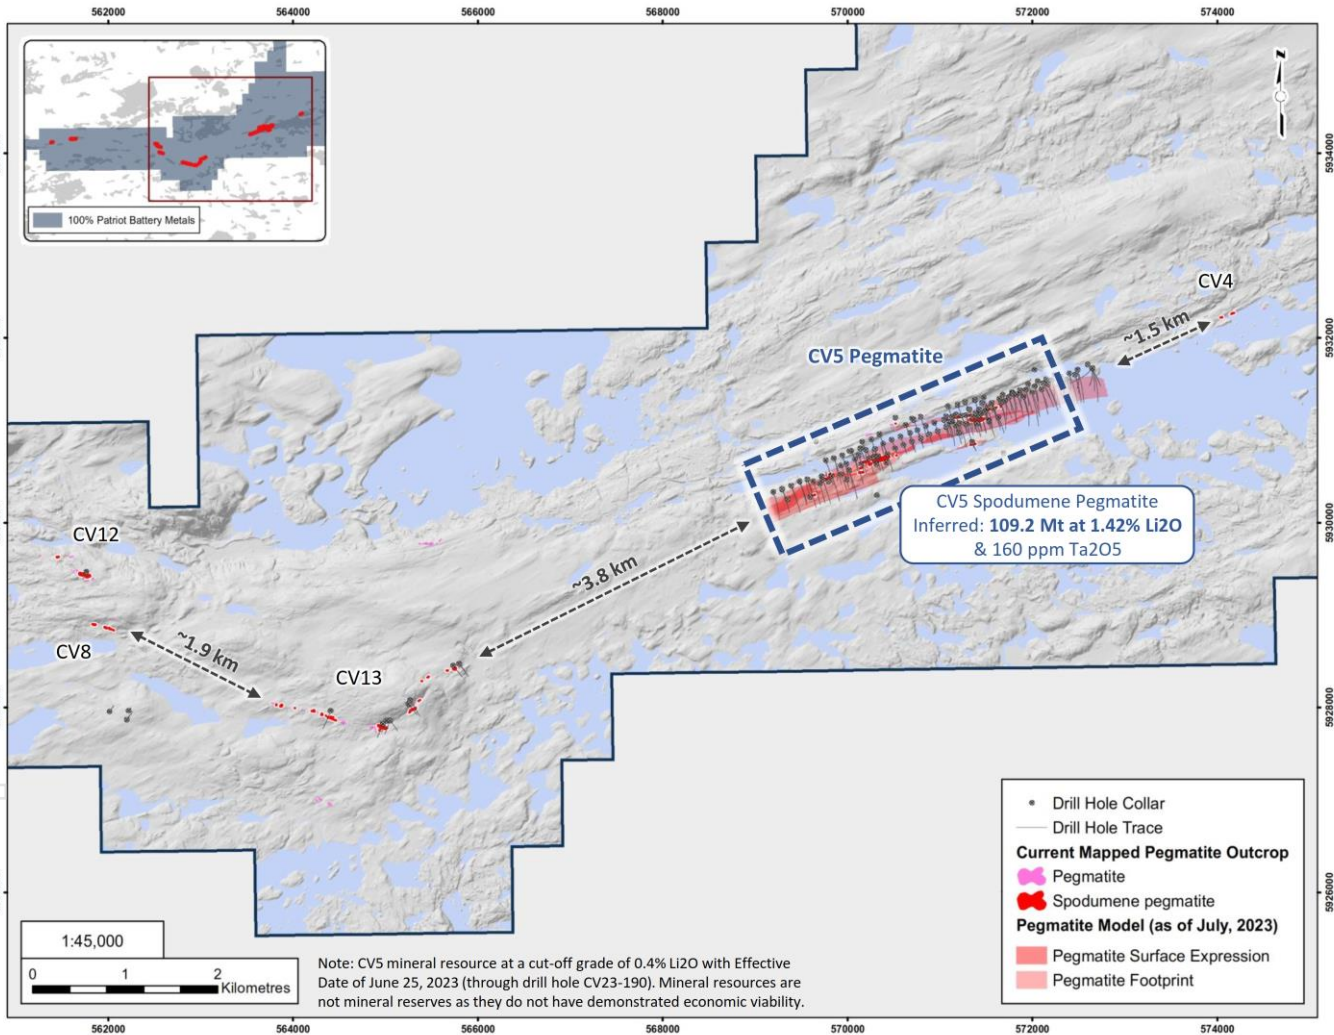 562000
564000
566000
568000
570000
572000
574000
100% Patriot Battery Metals
N
5934000
CV4
~1.5 km
5932000
CV5 Pegmatite
CV5 Spodumene Pegmatite
Inferred: 109.2 Mt at 1.42% Li2O
& 160 ppm Ta2O5
5930000
CV12
~3.8 km
CV8
~1.9 km
CV13
5928000
Drill Hole Collar
Drill Hole Trace
Current Mapped Pegmatite Outcrop
Pegmatite
Spodumene pegmatite
Pegmatite Model (as of July, 2023)
Pegmatite Surface Expression
Pegmatite Footprint
5926000
1:45,000
0
1
2
Kilometres
Note: CV5 mineral resource at a cut-off grade of 0.4% Li2O with Effective
Date of June 25, 2023 (through drill hole CV23-190). Mineral resources are
not mineral reserves as they do not have demonstrated economic viability.
562000
564000
566000
568000
570000
572000
574000